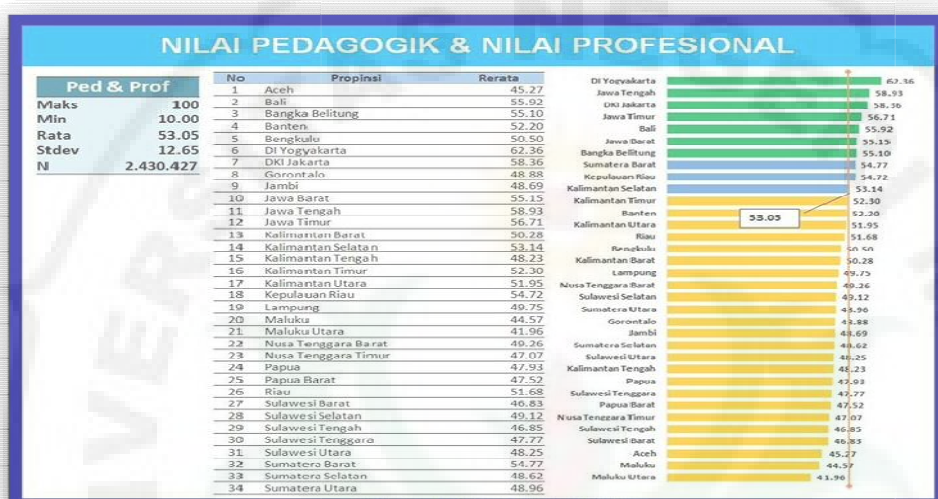 NILAI PEDAGOGIK & NILAI PROFESIONAL
Ped & Prof
Maks 100
Min 10.00
Rata 53.05
Stdev 12.65
N 2.430.427
No Propinsi Rerata
1 Aceh 45.27
2 Bali 55.92
3 Bangka Belitung 55.10
4 Banten 52.20
5 Bengkulu 50.50
6 DI Yogyakarta 62.36
7 DKI Jakarta 58.36
8 Gorontalo 48.88
9 Jambi 48.69
10 Jawa Barat 55.15
11 Jawa Tengah 58.93
12 Jawa Timur 56.71
13 Kalimantan Barat 50.28
14 Kalimantan Selatan 53.14
15 Kalimantan Tengah 48.23
16 Kalimantan Timur 52.30
17 Kalimantan Utara 51.95
18 Kepulauan Riau 54.72
19 Lampung 49.75
20 Maluku 44.57
21 Maluku Utara 41.96
22 Nusa Tenggara Barat 49.26
23 Nusa Tenggara Timur 47.07
24 Papua 47.93
25 Papua Barat 47.52
26 Riau 51.68
27 Sulawesi Barat 46.83
28 Sulawesi Selatan 49.12
29 Sulawesi Tengah 46.85
30 Sulawesi Tenggara 47.77
31 Sulawesi Utara 48.25
32 Sumatera Barat 54.77
33 Sumatera Selatan 48.62
34 Sumatera Utara 48.96
DI Yogyakarta 62.36
Jawa Tengah 58.93
DKI Jakarta 58.36
Jawa Timur 56.71
Bali 55.92
Jawa Barat 55.15
Bangka Bellitung 55.10
Sumatera Barat 54.77
Kepulauan Riau 54.72
Kalimantan Selatan 53.14
Kalimantan Timur 52.30
Banten 52.20
53.05
Kalimantan Utara 51.95
Riau 51.68
Bengkulu 50.50
Kalimantan Barat 50.28
Lampung 49.75
Nusa Tenggara Barat 49.26
Sulawesi Selatan 49.12
Sumatera Utara 48.96
Gorontalo 48.88
Jambi 48.69
Sumatera Selatan 48.62
Sulawesi Utara 48.25
Kalimantan Tengah 48.23
Papua 47.93
Sulawesi Tenggara 47.77
Papua Barat 47.52
Nusa Tenggara Timur 47.07
Sulawesi Tengah 46.85
Sulawesi Barat 46.83
Aceh 45.27
Maluku 44.57
Maluku Utara 41.96